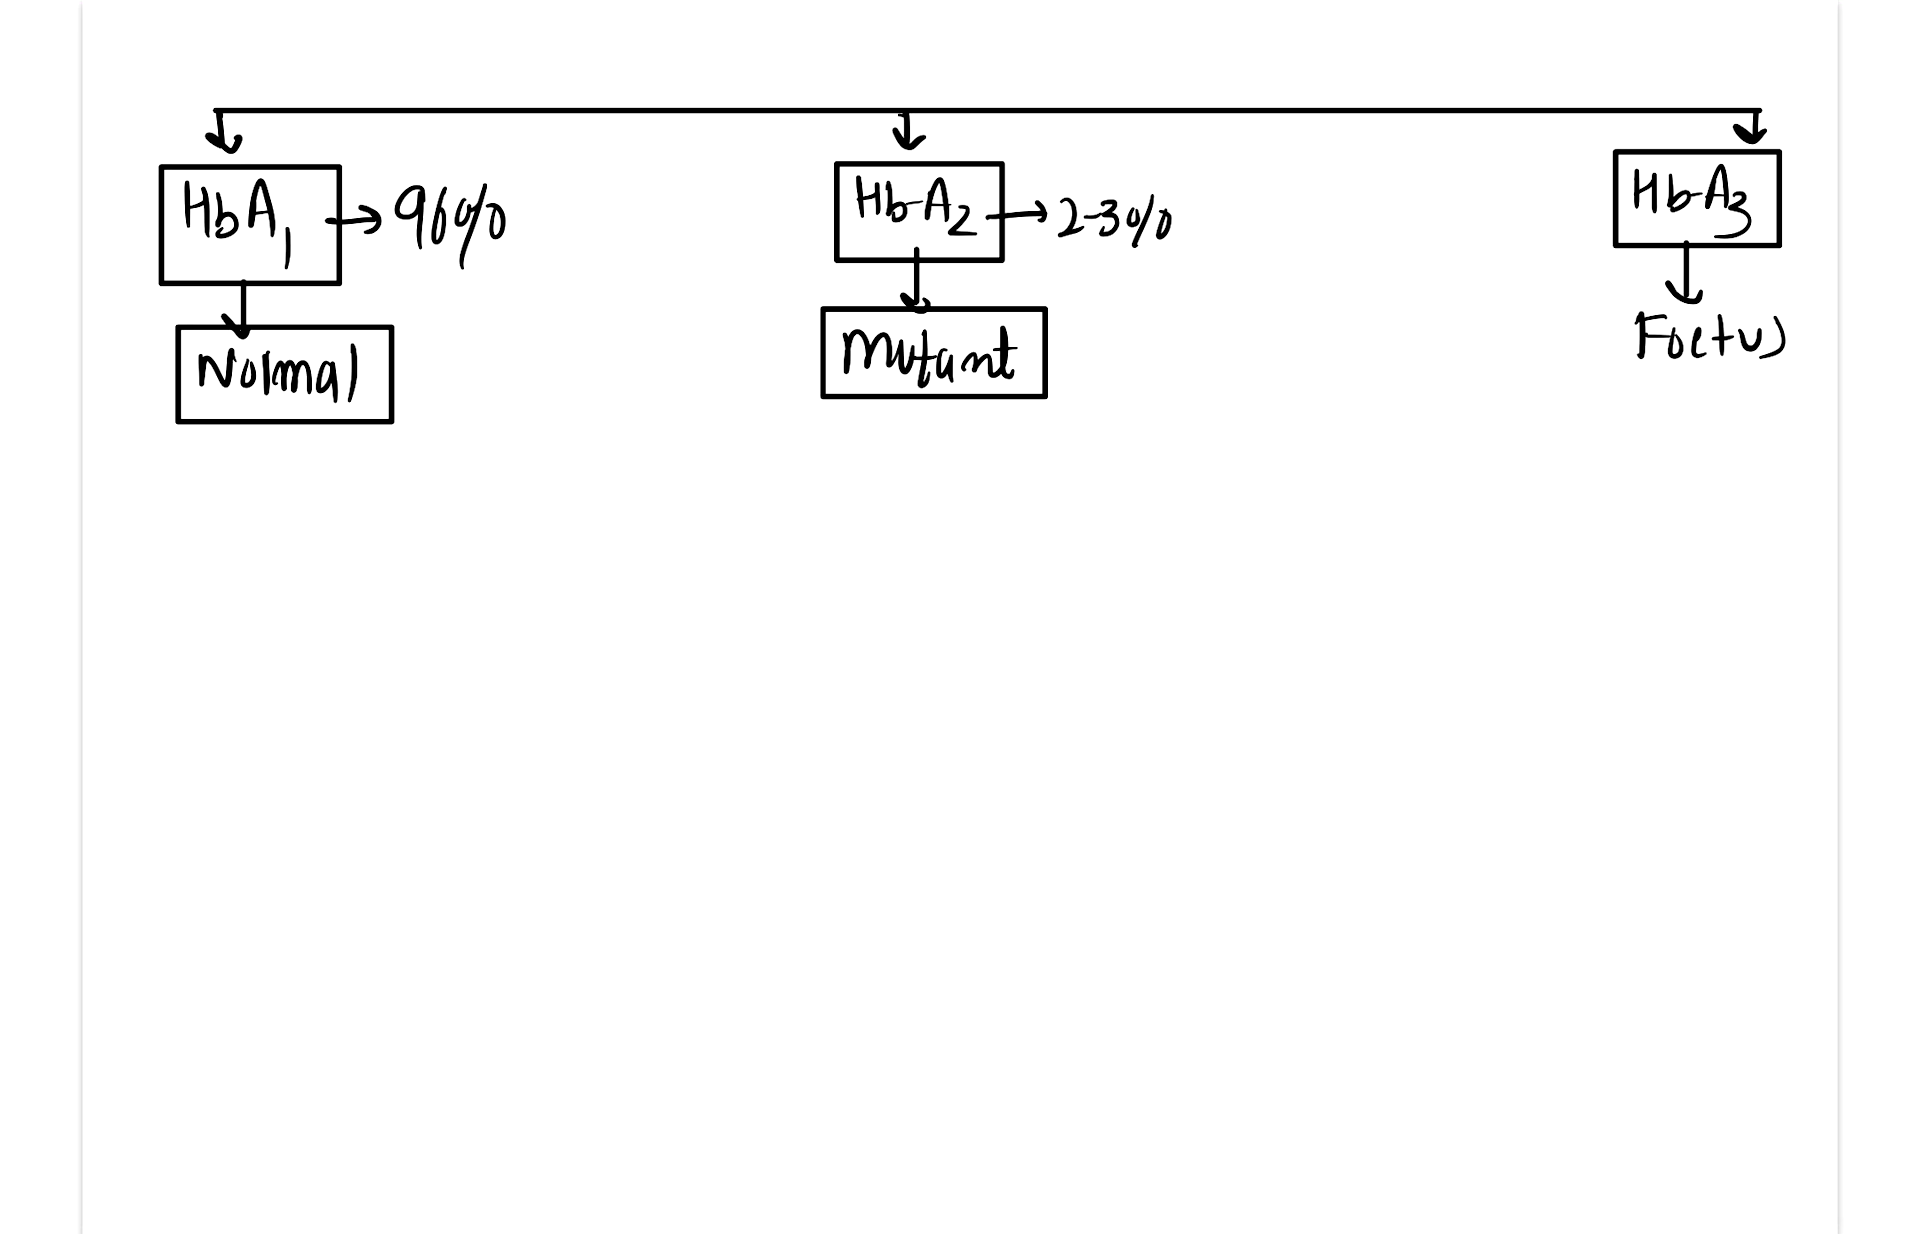 HbA1 → 96%
Hb-A2 → 2-3%
Hb-A3
Normal
Mutant
Foetus